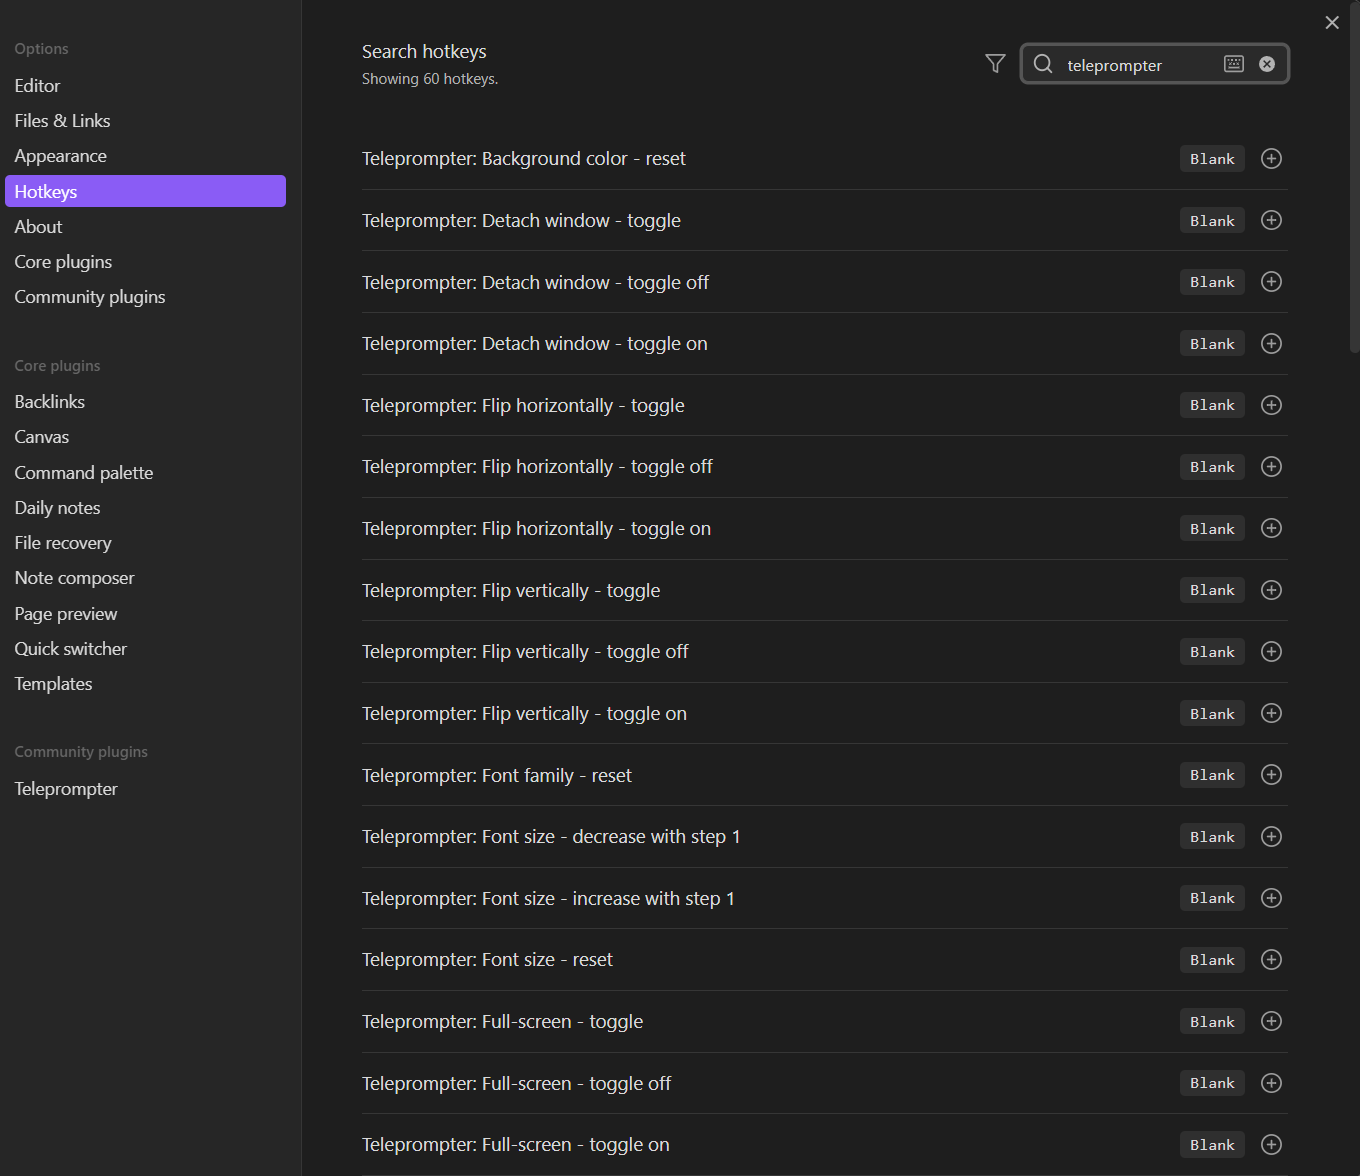 Options
Editor
Files & Links
Appearance
Hotkeys
About
Core plugins
Community plugins
Core plugins
Backlinks
Canvas
Command palette
Daily notes
File recovery
Note composer
Page preview
Quick switcher
Templates
Community plugins
Teleprompter
Search hotkeys
Showing 60 hotkeys.
teleprompter
Teleprompter: Background color - reset Blank
Teleprompter: Detach window - toggle Blank
Teleprompter: Detach window - toggle off Blank
Teleprompter: Detach window - toggle on Blank
Teleprompter: Flip horizontally - toggle Blank
Teleprompter: Flip horizontally - toggle off Blank
Teleprompter: Flip horizontally - toggle on Blank
Teleprompter: Flip vertically - toggle Blank
Teleprompter: Flip vertically - toggle off Blank
Teleprompter: Flip vertically - toggle on Blank
Teleprompter: Font family - reset Blank
Teleprompter: Font size - decrease with step 1 Blank
Teleprompter: Font size - increase with step 1 Blank
Teleprompter: Font size - reset Blank
Teleprompter: Full-screen - toggle Blank
Teleprompter: Full-screen - toggle off Blank
Teleprompter: Full-screen - toggle on Blank